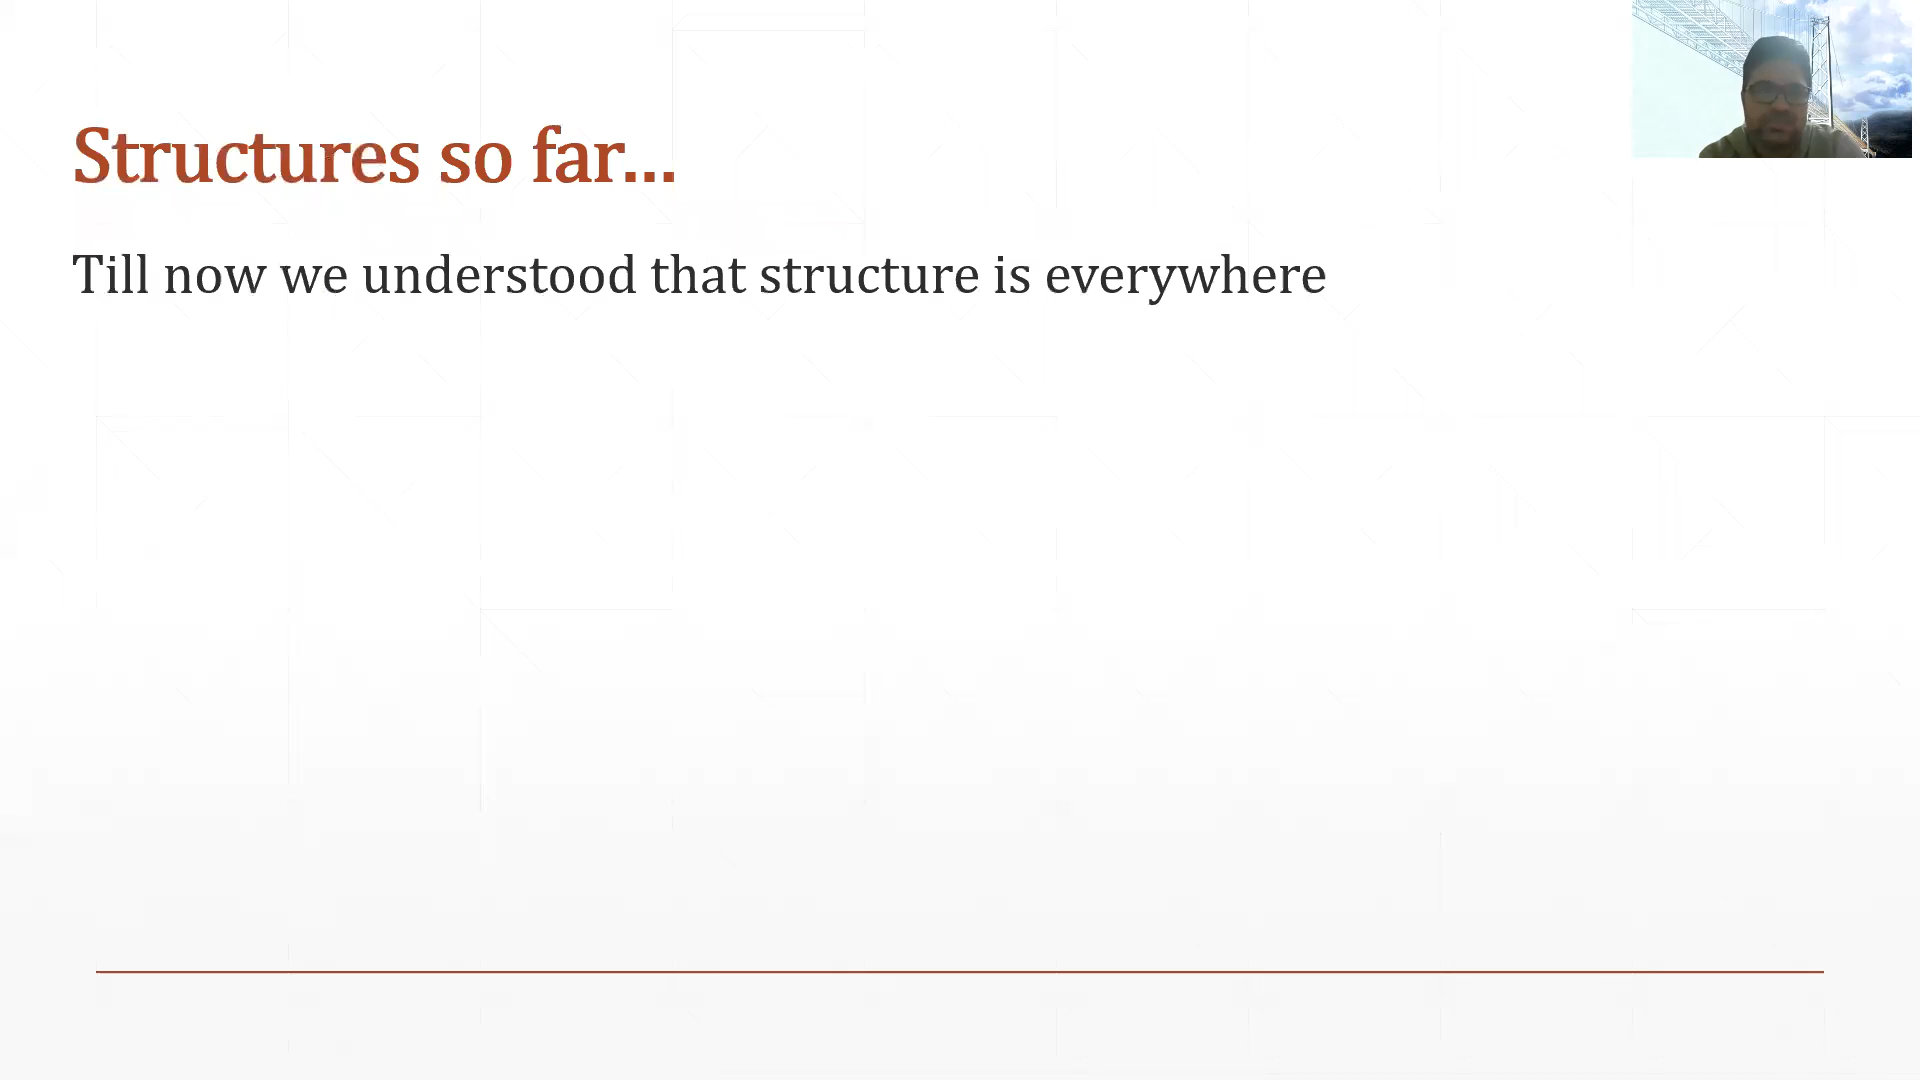 Structures so far...
Till now we understood that structure is everywhere